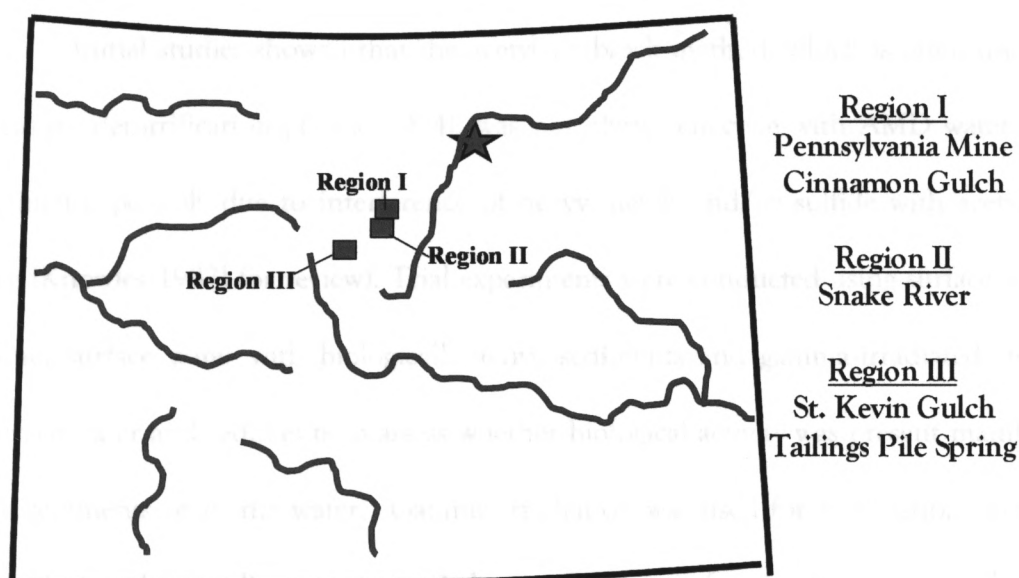 Region I
Region II
Region III
Region I
Pennsylvania Mine
Cinnamon Gulch
Region II
Snake River
Region III
St. Kevin Gulch
Tailings Pile Spring